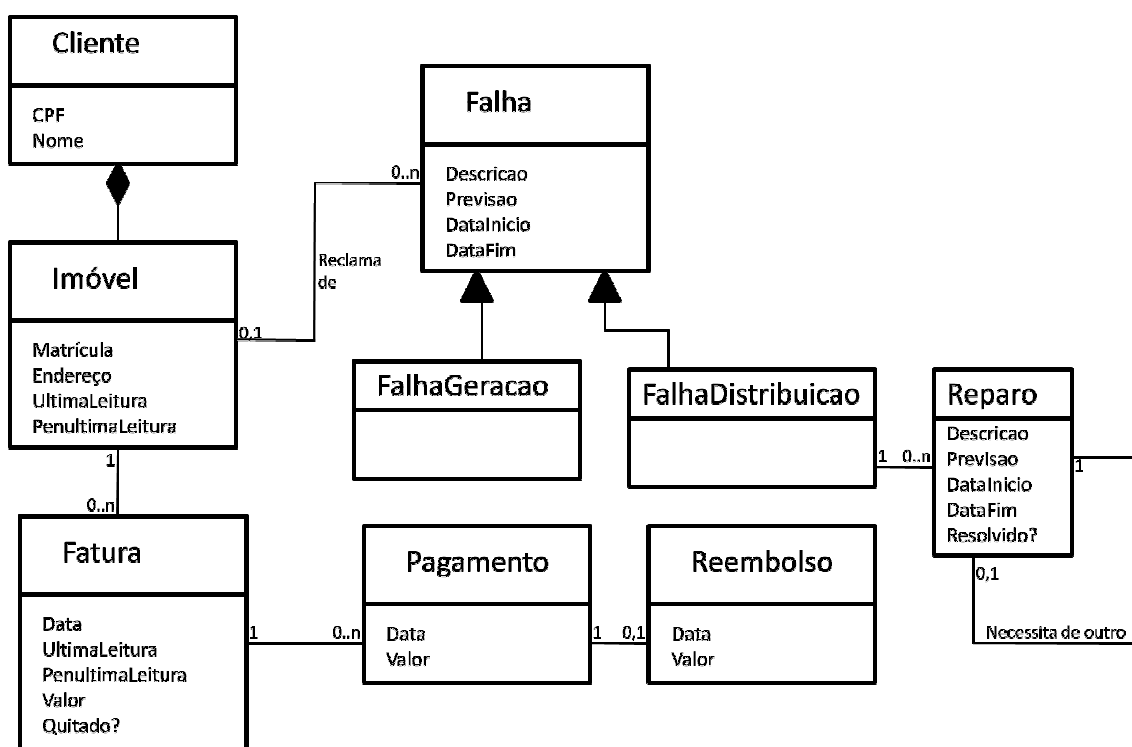 Cliente
CPF
Nome
Falha
Descricao
Previsao
DataInicio
DataFim
0..n
Reclama
de
0,1
Imóvel
Matrícula
Endereço
UltimaLeitura
PenultimaLeitura
1
0..n
FalhaGeracao
FalhaDistribuicao
1 0..n
Reparo
Descricao
Previsao
DataInicio
DataFim
Resolvido?
1
0,1
Necessita de outro
Fatura
Data
UltimaLeitura
PenultimaLeitura
Valor
Quitado?
1 0..n
Pagamento
Data
Valor
1 0,1
Reembolso
Data
Valor